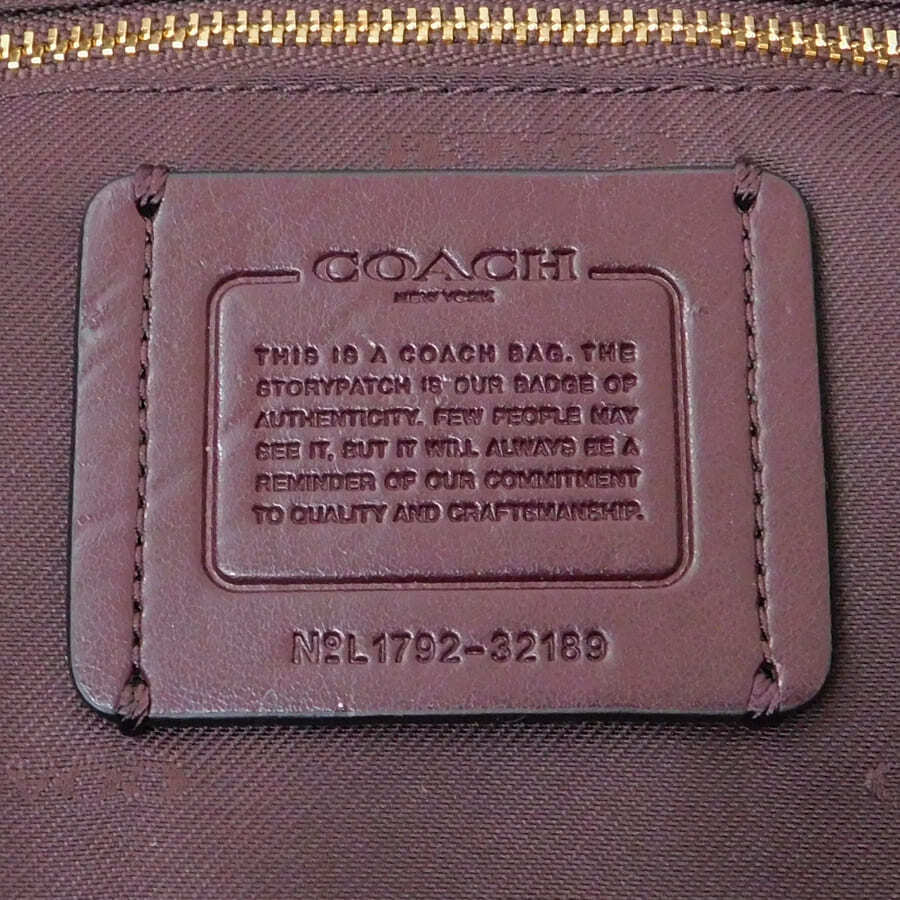 COACH
NEW YORK
THIS IS A COACH BAG. THE
STORYPATCH IS OUR BADGE OF
AUTHENTICITY. FEW PEOPLE MAY
SEE IT, BUT IT WILL ALWAYS BE A
REMINDER OF OUR COMMITMENT
TO QUALITY AND CRAFTSMANSHIP.
NºL1792-32189